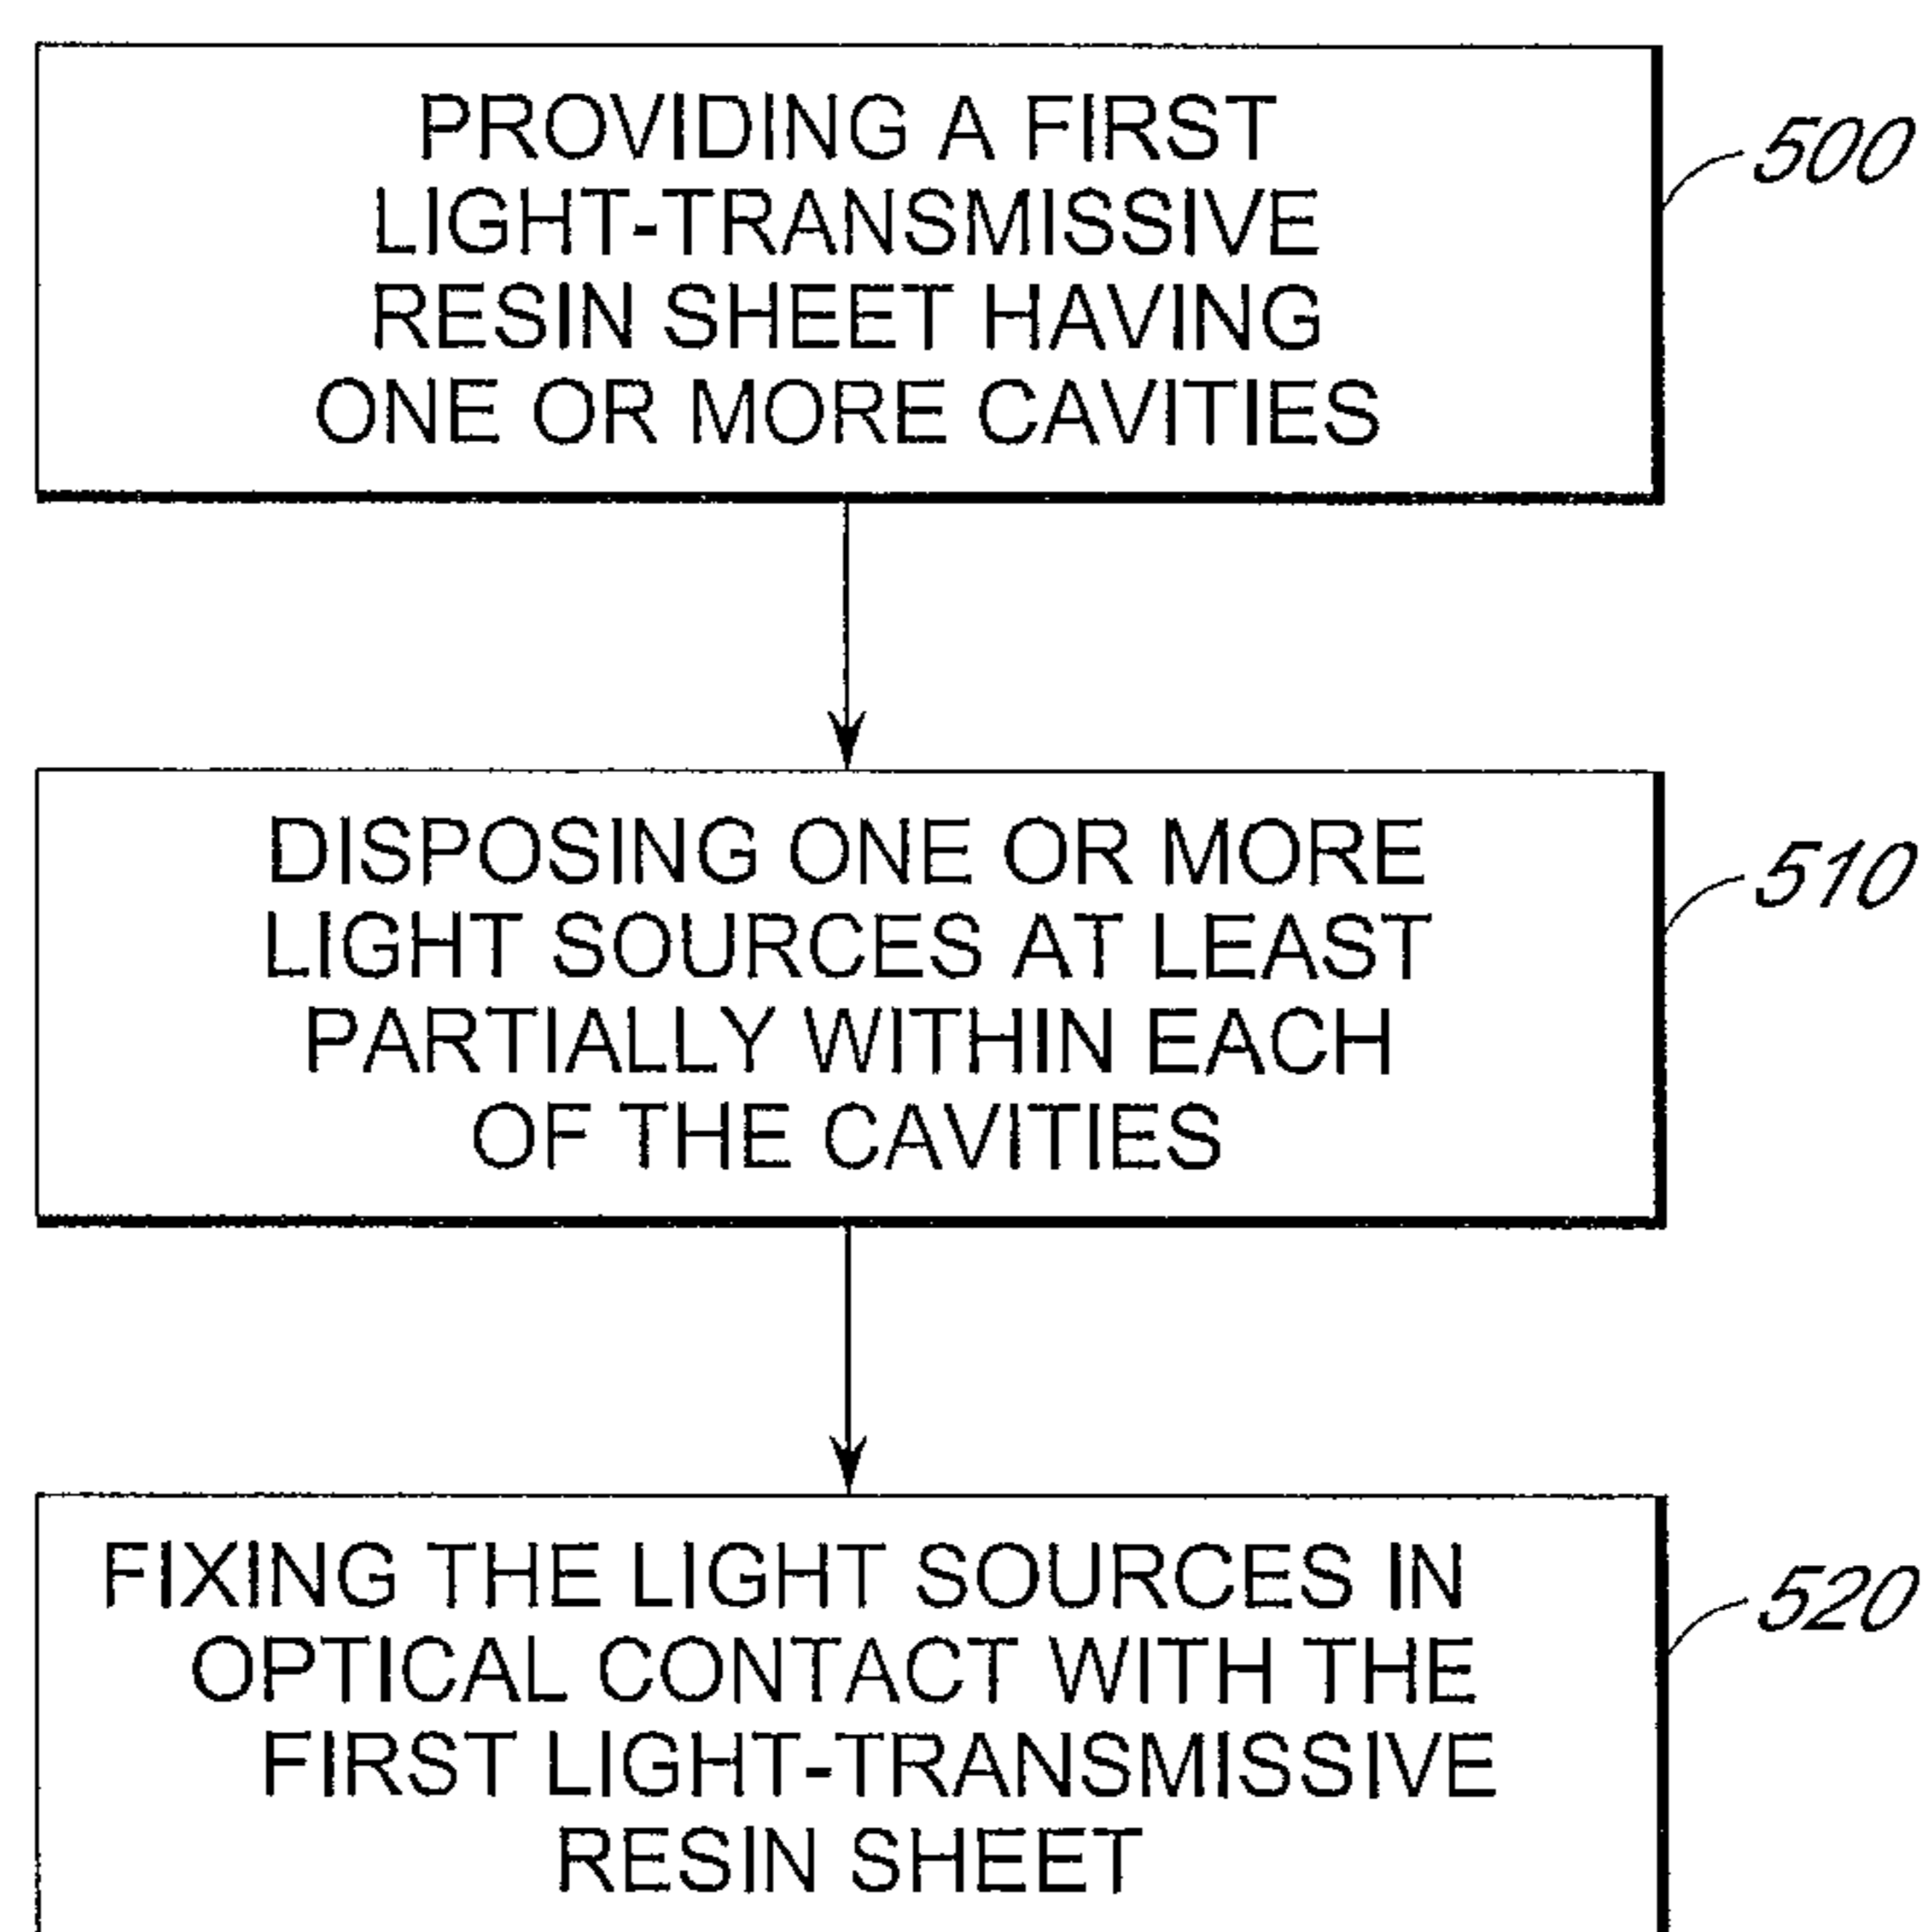 PROVIDING A FIRST
LIGHT-TRANSMISSIVE
RESIN SHEET HAVING
ONE OR MORE CAVITIES
500
DISPOSING ONE OR MORE
LIGHT SOURCES AT LEAST
PARTIALLY WITHIN EACH
OF THE CAVITIES
510
FIXING THE LIGHT SOURCES IN
OPTICAL CONTACT WITH THE
FIRST LIGHT-TRANSMISSIVE
RESIN SHEET
520